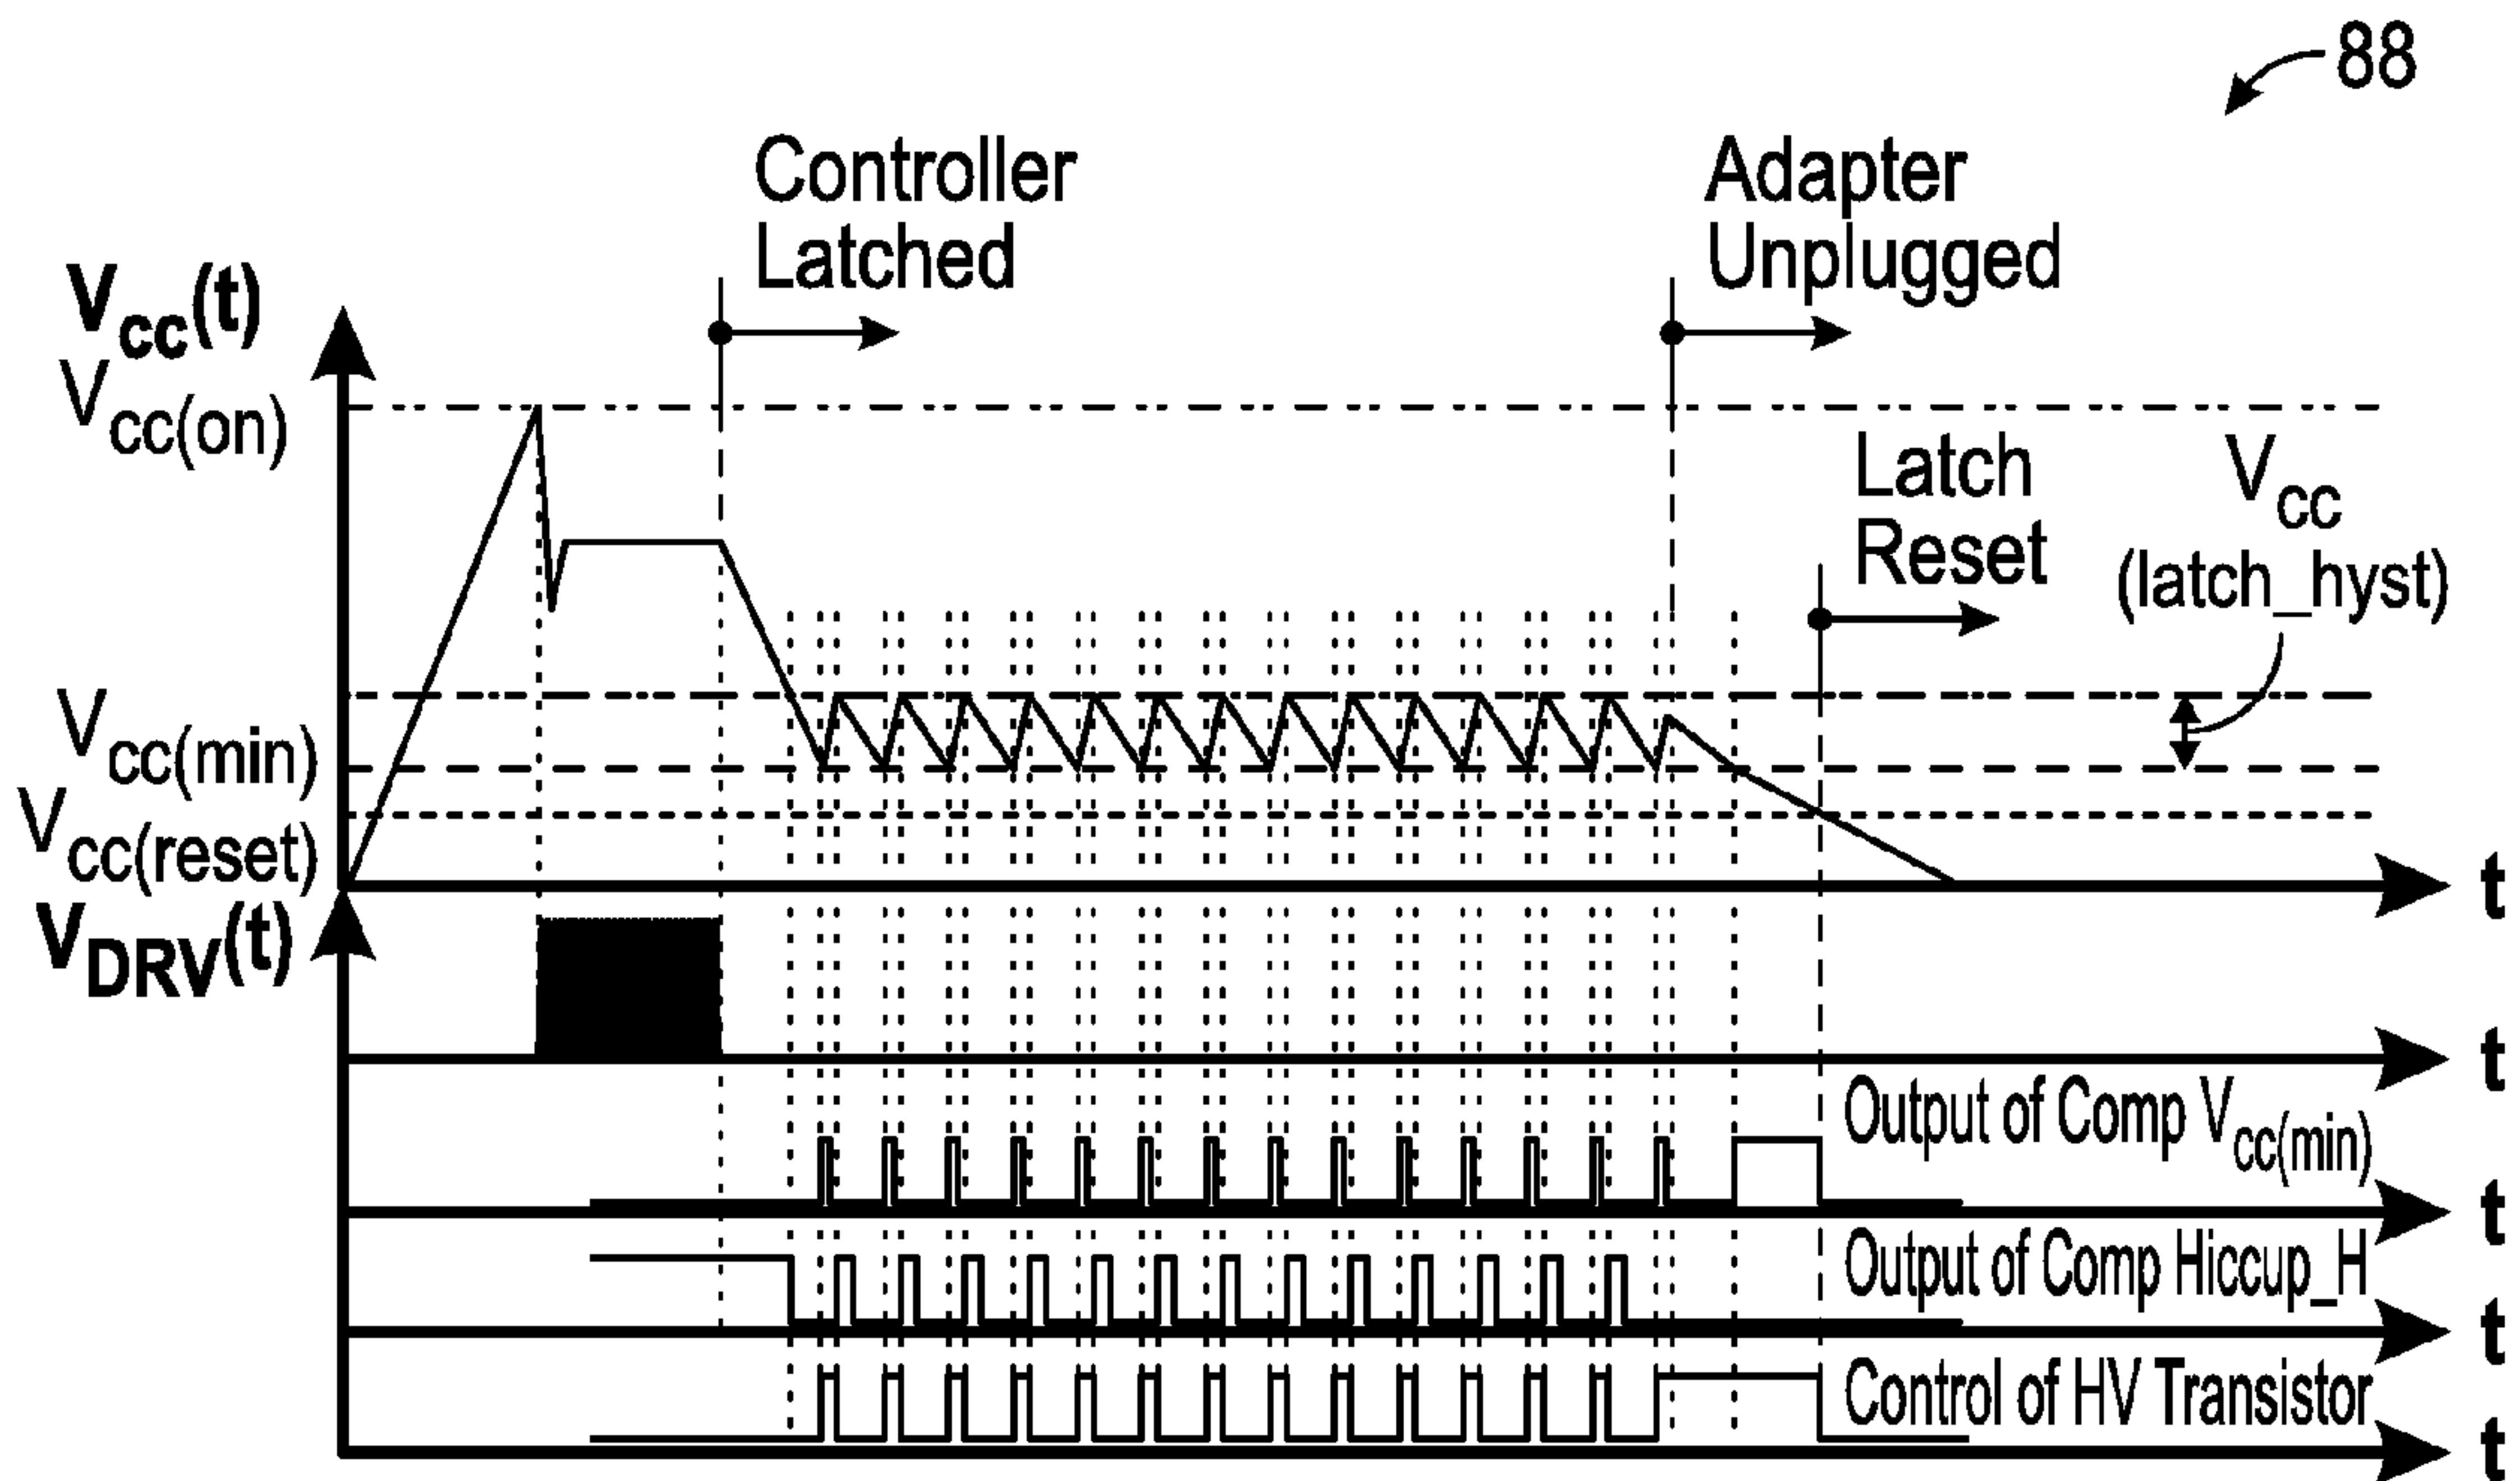 88
Controller
Latched
Adapter
Unplugged
Vcc(t)
Vcc(on)
Latch
Reset
Vcc
(latch_hyst)
Vcc(min)
Vcc(reset)
t
VDRV(t)
t
Output of Comp Vcc(min)
t
Output of Comp Hiccup_H
t
Control of HV Transistor
t